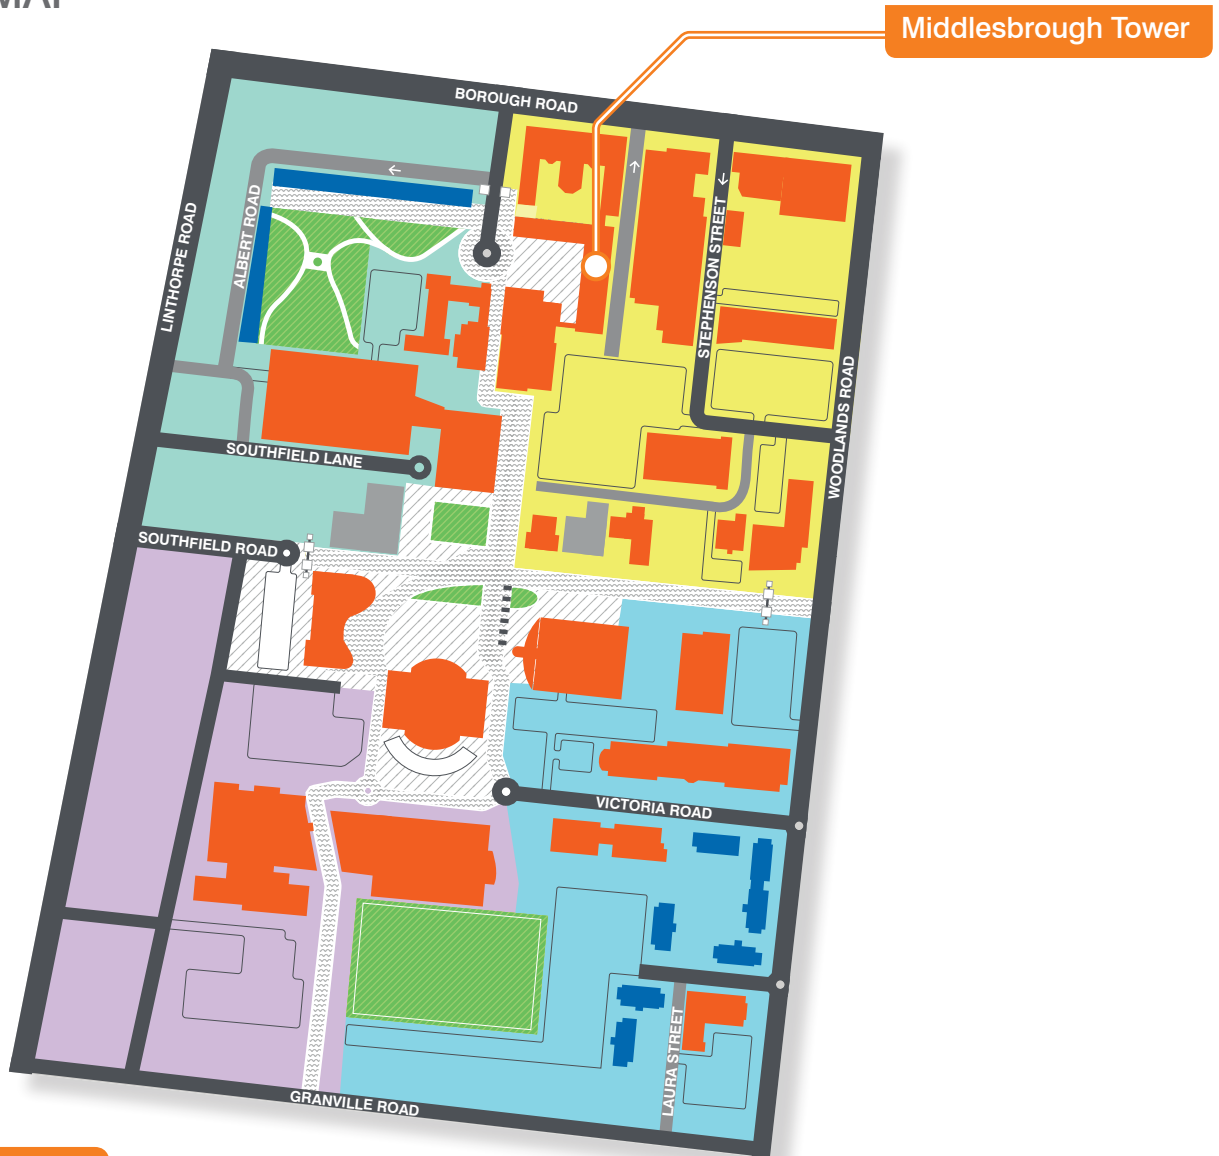 MAP
Middlesbrough Tower
BOROUGH ROAD
LINTHORPE ROAD
ALBERT ROAD
STEPHENSON STREET
WOODLANDS ROAD
SOUTHFIELD LANE
SOUTHFIELD ROAD
VICTORIA ROAD
LAURA STREET
GRANVILLE ROAD